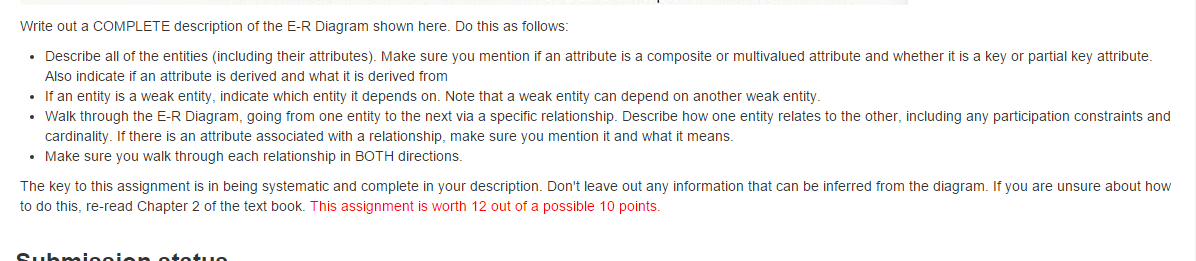 Write out a COMPLETE description of the E-R Diagram shown here. Do this as follows:
• Describe all of the entities (including their attributes). Make sure you mention if an attribute is a composite or multivalued attribute and whether it is a key or partial key attribute.
Also indicate if an attribute is derived and what it is derived from
• If an entity is a weak entity, indicate which entity it depends on. Note that a weak entity can depend on another weak entity.
• Walk through the E-R Diagram, going from one entity to the next via a specific relationship. Describe how one entity relates to the other, including any participation constraints and
cardinality. If there is an attribute associated with a relationship, make sure you mention it and what it means.
• Make sure you walk through each relationship in BOTH directions.
The key to this assignment is in being systematic and complete in your description. Don't leave out any information that can be inferred from the diagram. If you are unsure about how
to do this, re-read Chapter 2 of the text book. This assignment is worth 12 out of a possible 10 points.
Submission status